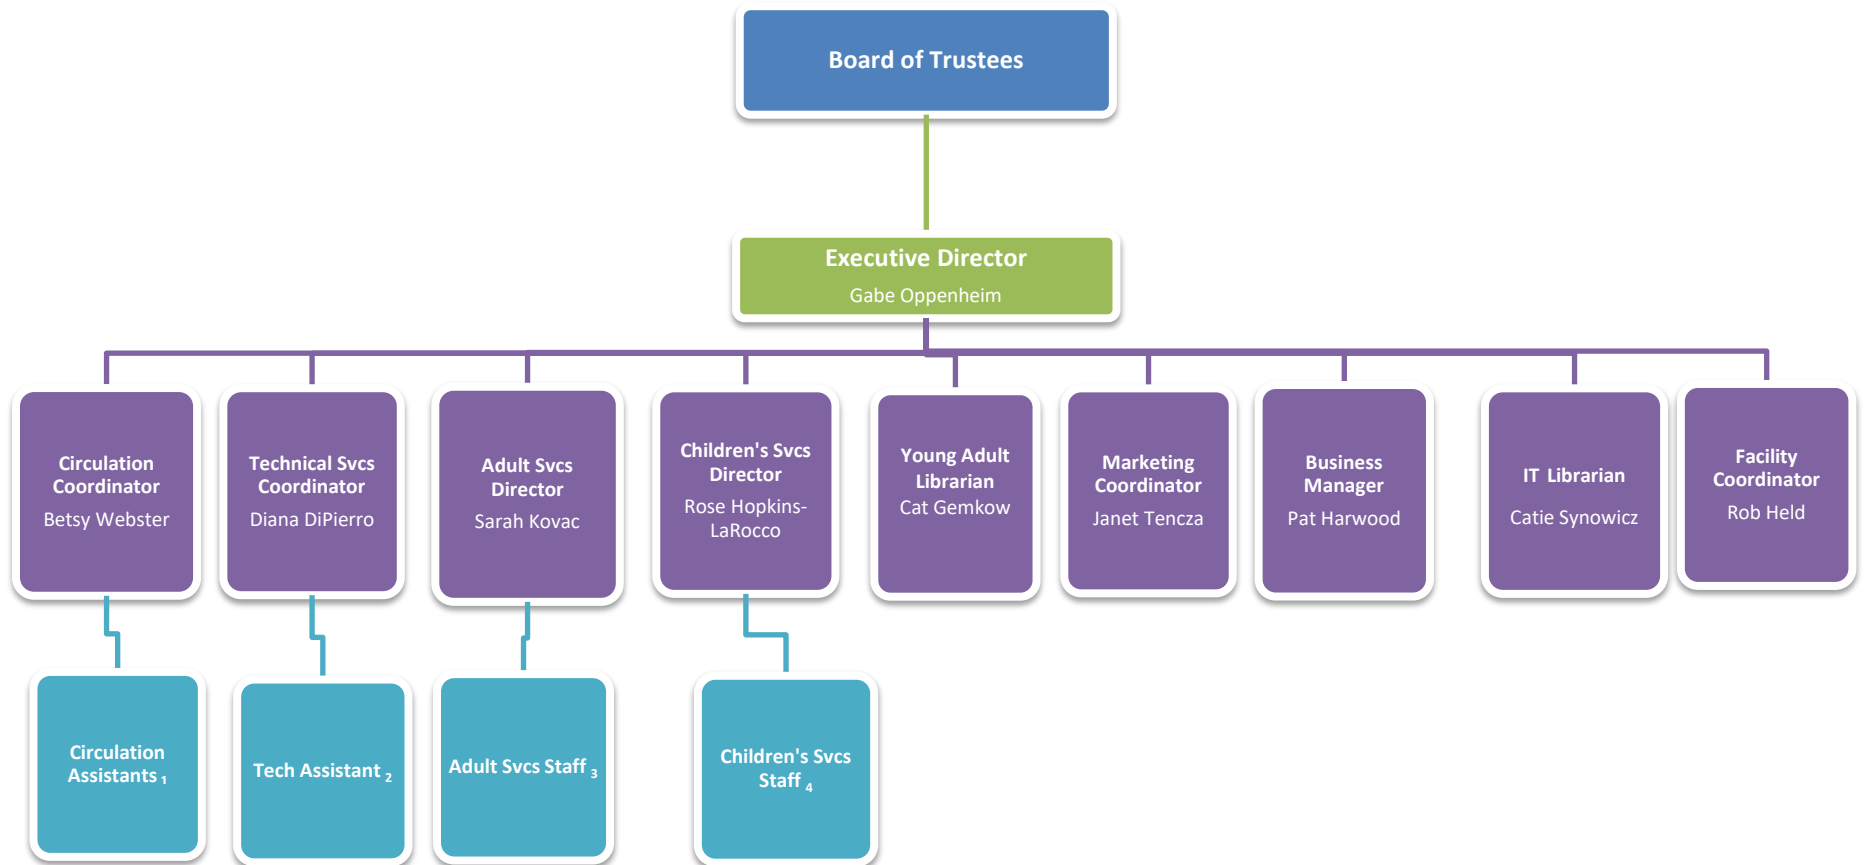 Board of Trustees
Executive Director
Gabe Oppenheim
Circulation
Coordinator
Betsy Webster
Technical Svcs
Coordinator
Diana DiPierro
Adult Svcs
Director
Sarah Kovac
Children's Svcs
Director
Rose Hopkins-
LaRocco
Young Adult
Librarian
Cat Gemkow
Marketing
Coordinator
Janet Tencza
Business
Manager
Pat Harwood
IT Librarian
Catie Synowicz
Facility
Coordinator
Rob Held
Circulation
Assistants 1
Tech Assistant 2
Adult Svcs Staff 3
Children's Svcs
Staff 4